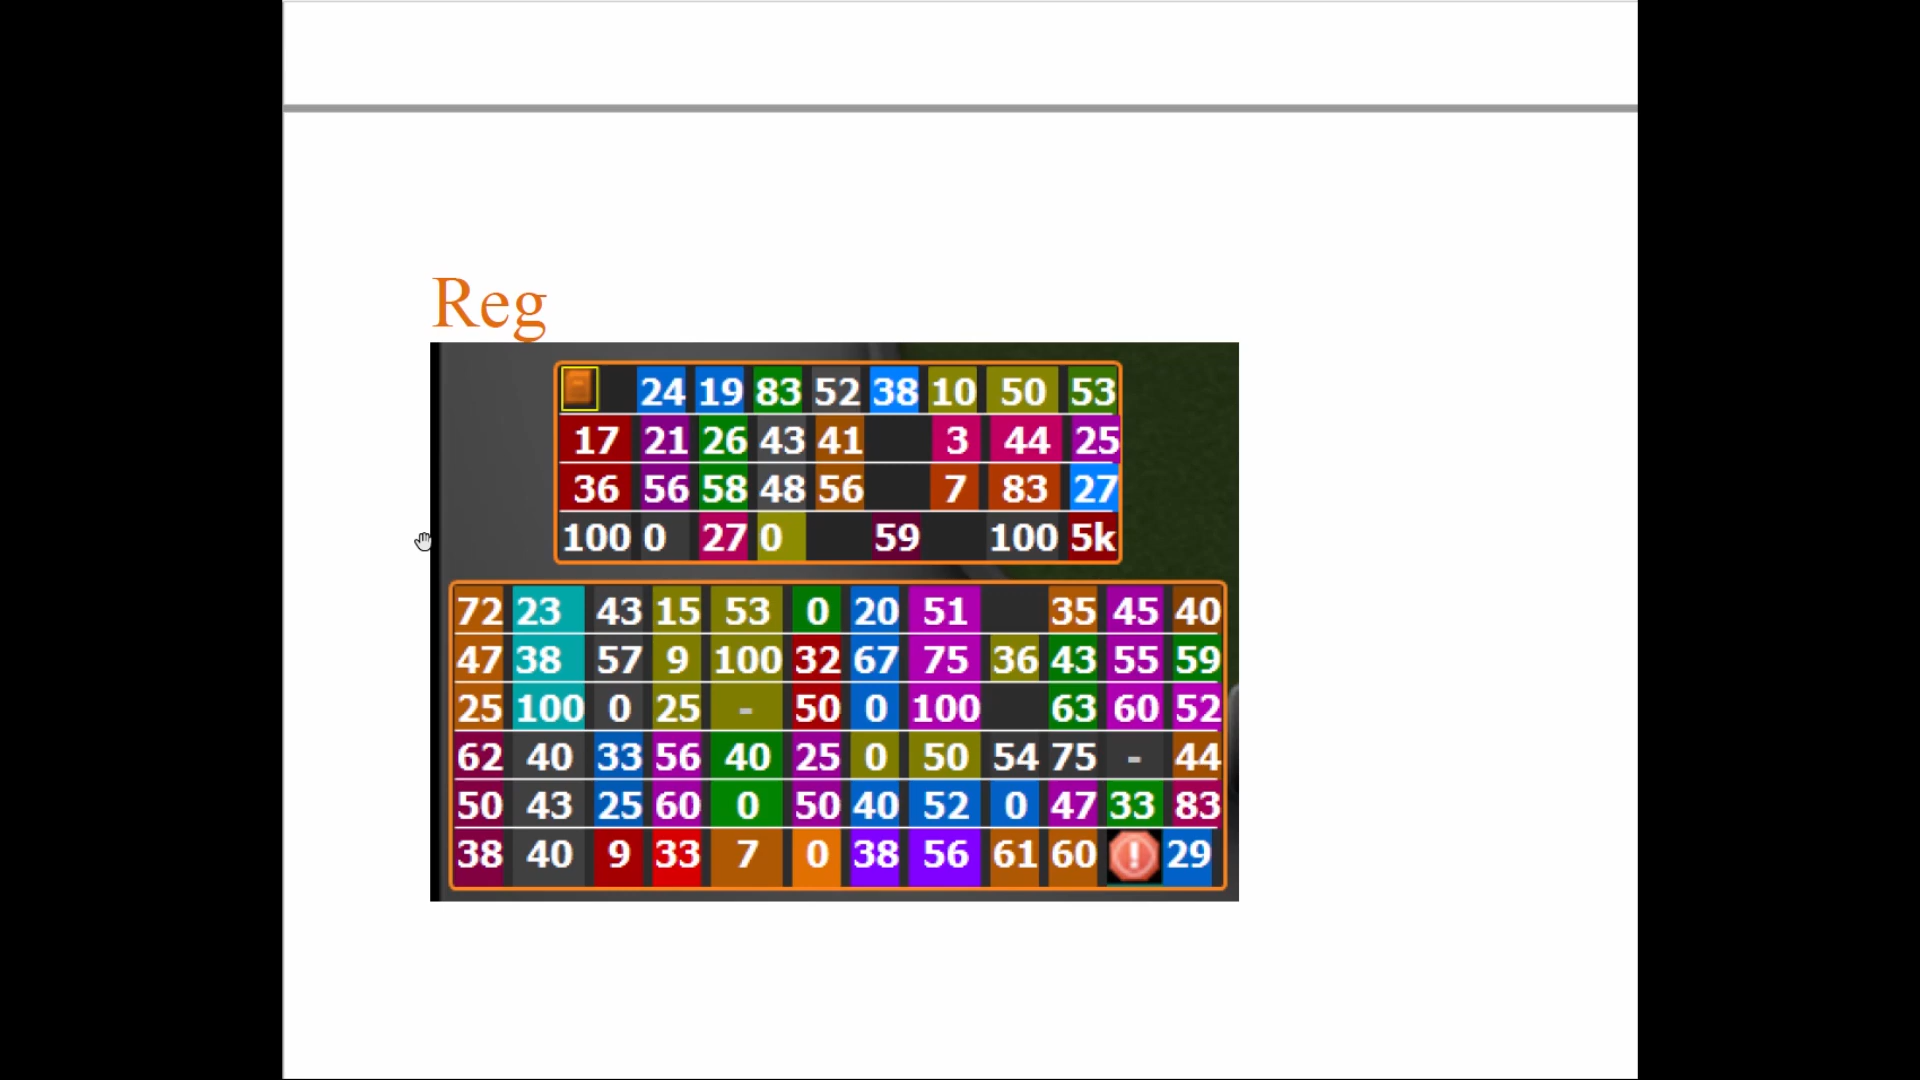 Reg
24 19 83 52 38 10 50 53
17 21 26 43 41 3 44 25
36 56 58 48 56 7 83 27
100 0 27 0 59 100 5k
72 23 43 15 53 0 20 51 35 45 40
47 38 57 9 100 32 67 75 36 43 55 59
25 100 0 25 - 50 0 100 63 60 52
62 40 33 56 40 25 0 50 54 75 - 44
50 43 25 60 0 50 40 52 0 47 33 83
38 40 9 33 7 0 38 56 61 60 ! 29